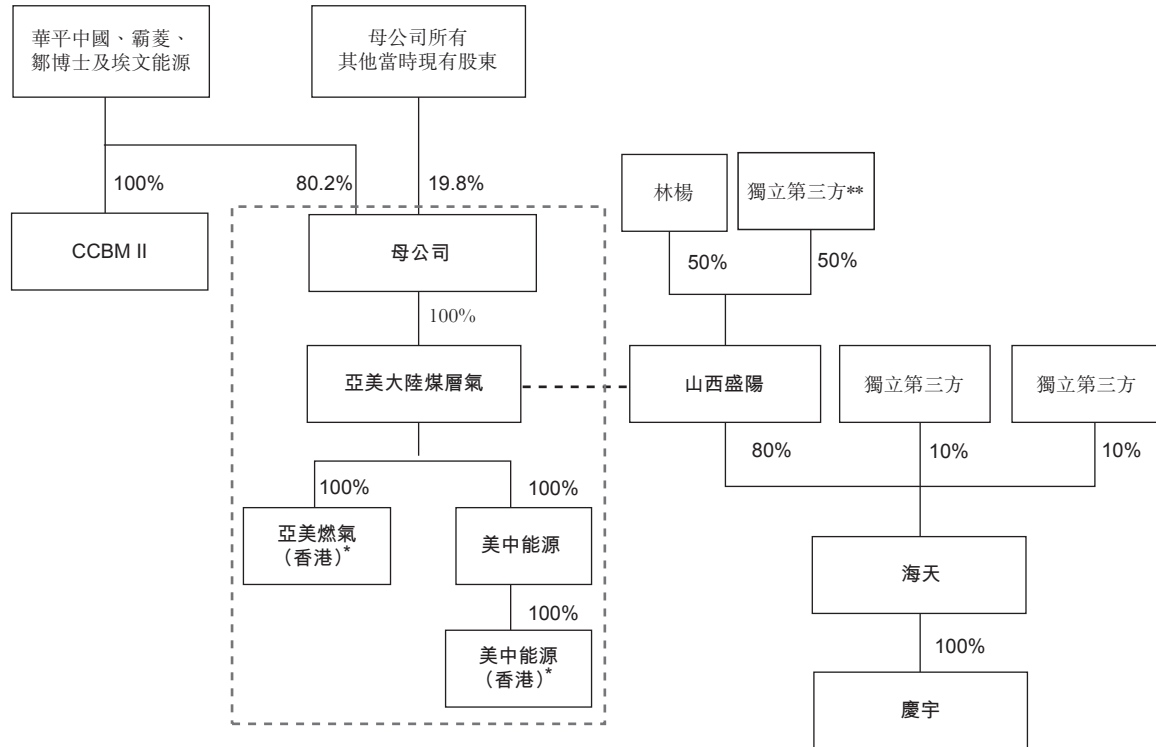 華平中國、霸菱、
鄒博士及埃文能源
母公司所有
其他當時現有股東
100%
80.2%
19.8%
林楊
獨立第三方**
CCBM II
母公司
50%
50%
100%
亞美大陸煤層氣
山西盛陽
獨立第三方
獨立第三方
80%
10%
10%
100%
100%
亞美燃氣
（香港）*
美中能源
海天
100%
100%
美中能源
（香港）*
慶宇